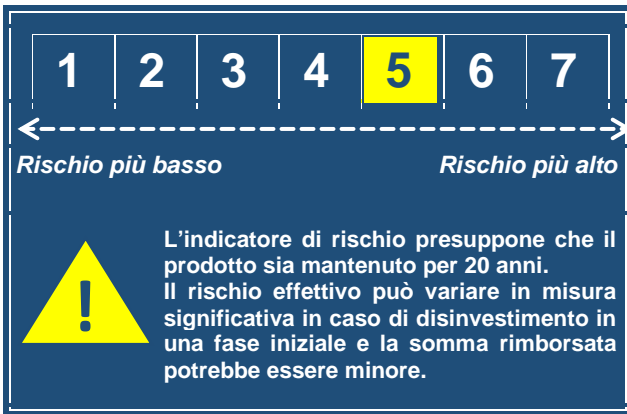 1 2 3 4 5 6 7
Rischio più basso Rischio più alto
L'indicatore di rischio presuppone che il
prodotto sia mantenuto per 20 anni.
Il rischio effettivo può variare in misura
significativa in caso di disinvestimento in
una fase iniziale e la somma rimborsata
potrebbe essere minore.
!